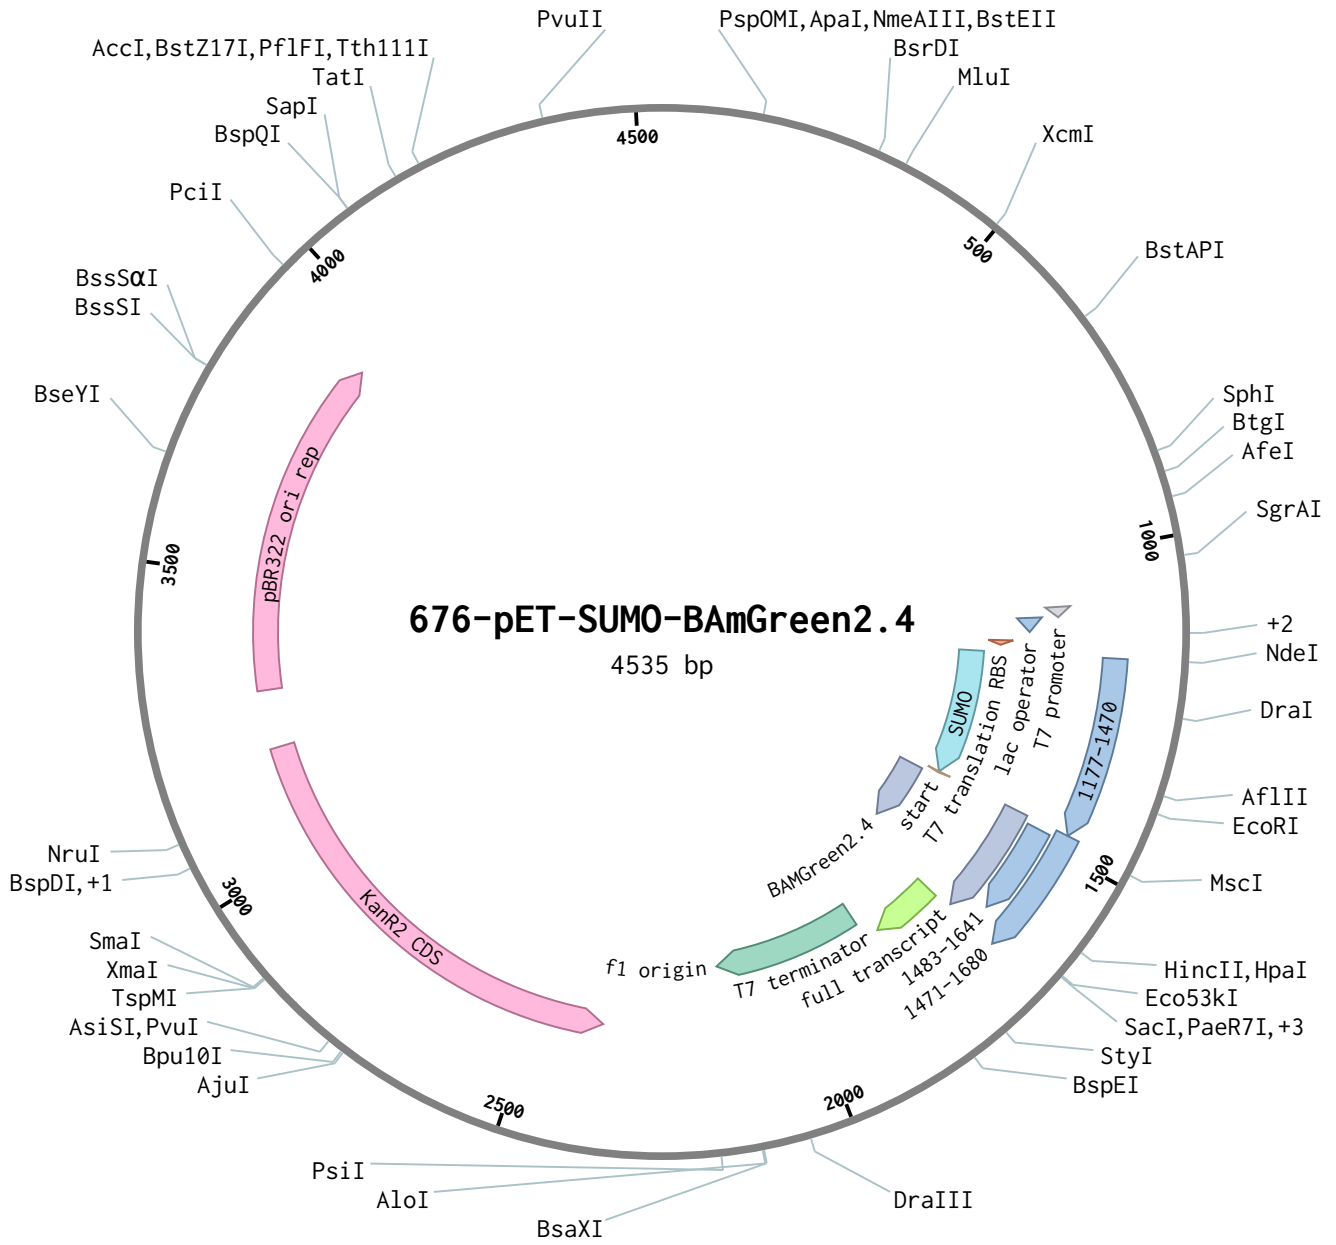 PvuII
PspOMI,ApaI,NmeAIII,BstEII
AccI,BstZ17I,PflFI,Tth111I
BsrDI
TatI
MluI
SapI
BspQI
XcmI
4500
PciI
500
4000
BstAPI
BssSαI
BssSI
BseYI
SphI
BtgI
AfeI
SgrAI
1000
3500
pBR322 ori rep
676-pET-SUMO-BAmGreen2.4
4535 bp
+2
NdeI
DraI
T7 promoter
lac operator
T7 translation RBS
SUMO
start
1177-1470
AflII
EcoRI
BAMGreen2.4
NruI
BspDI,+1
MscI
1500
3000
KanR2 CDS
SmaI
XmaI
TspMI
AsiSI,PvuI
Bpu10I
AjuI
f1 origin
T7 terminator
full transcript
1483-1641
1471-1680
HincII,HpaI
Eco53kI
SacI,PaeR7I,+3
StyI
BspEI
2500
2000
PsiI
AloI
BsaXI
DraIII